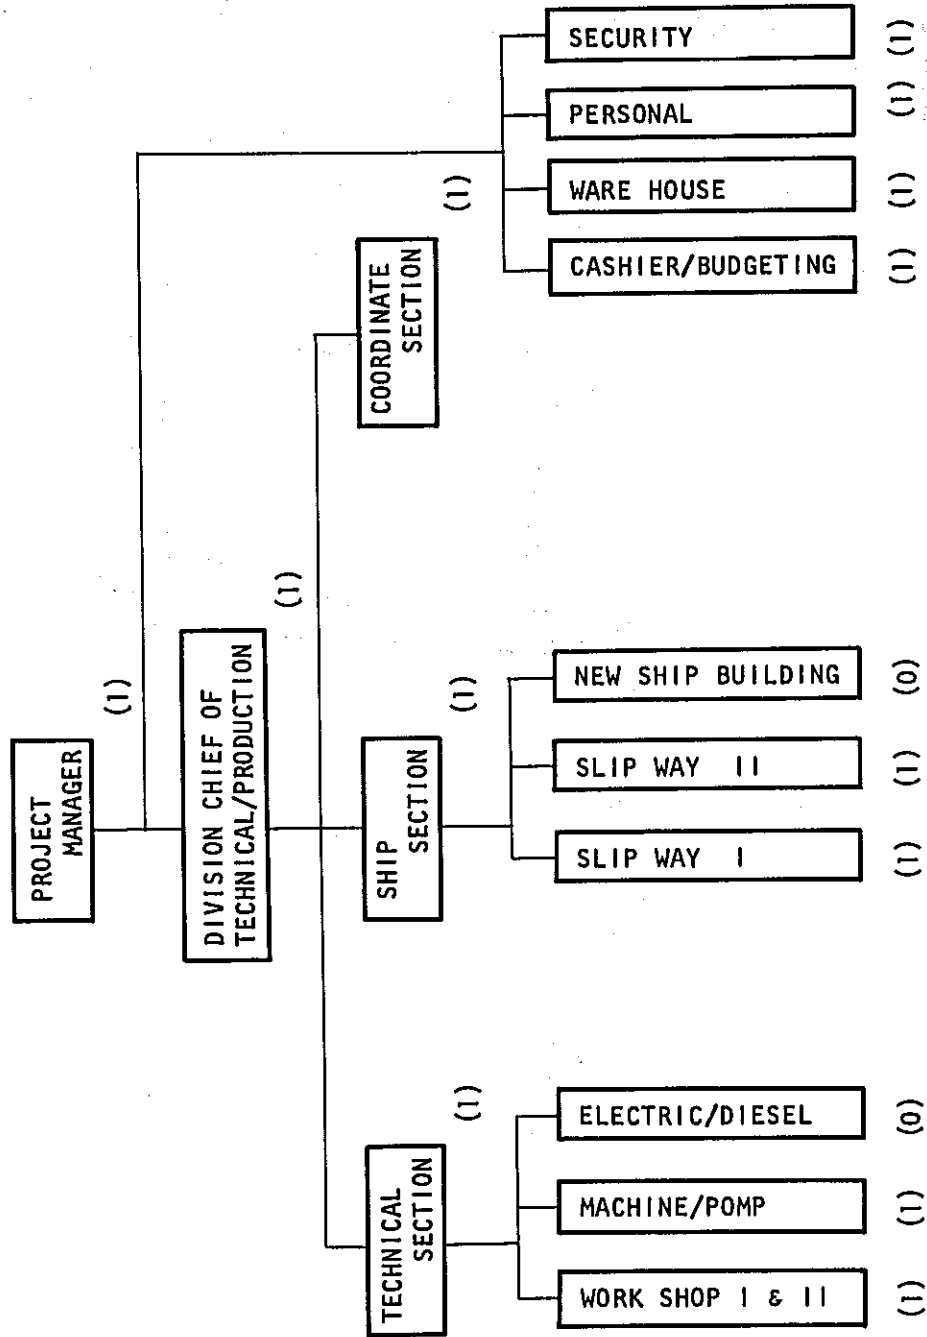 PROJECT
MANAGER
(1)
DIVISION CHIEF OF
TECHNICAL/PRODUCTION
(1)
TECHNICAL
SECTION
(1)
SHIP
SECTION
(1)
COORDINATE
SECTION
(1)
WORK SHOP I & II
(1)
MACHINE/POMP
(1)
ELECTRIC/DIESEL
(0)
SLIP WAY I
(1)
SLIP WAY II
(1)
NEW SHIP BUILDING
(0)
CASHIER/BUDGETING
(1)
WARE HOUSE
(1)
PERSONAL
(1)
SECURITY
(1)